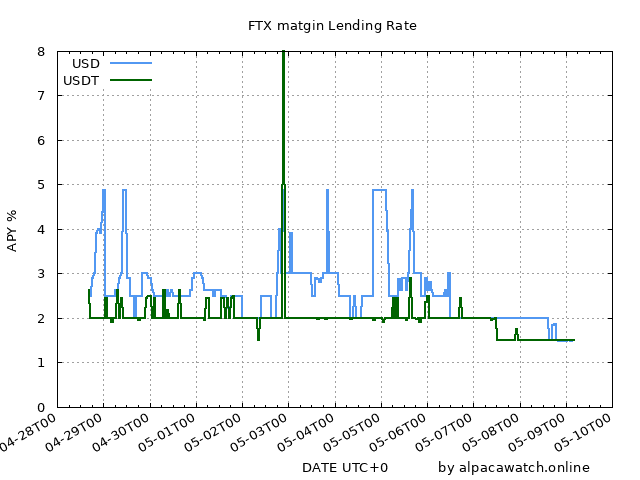 FTX matgin Lending Rate
USD
USDT
8
7
6
5
4
3
2
1
0
APY %
04-28T00
04-29T00
04-30T00
05-01T00
05-02T00
05-03T00
05-04T00
05-05T00
05-06T00
05-07T00
05-08T00
05-09T00
05-10T00
DATE UTC+0
by alpacawatch.online